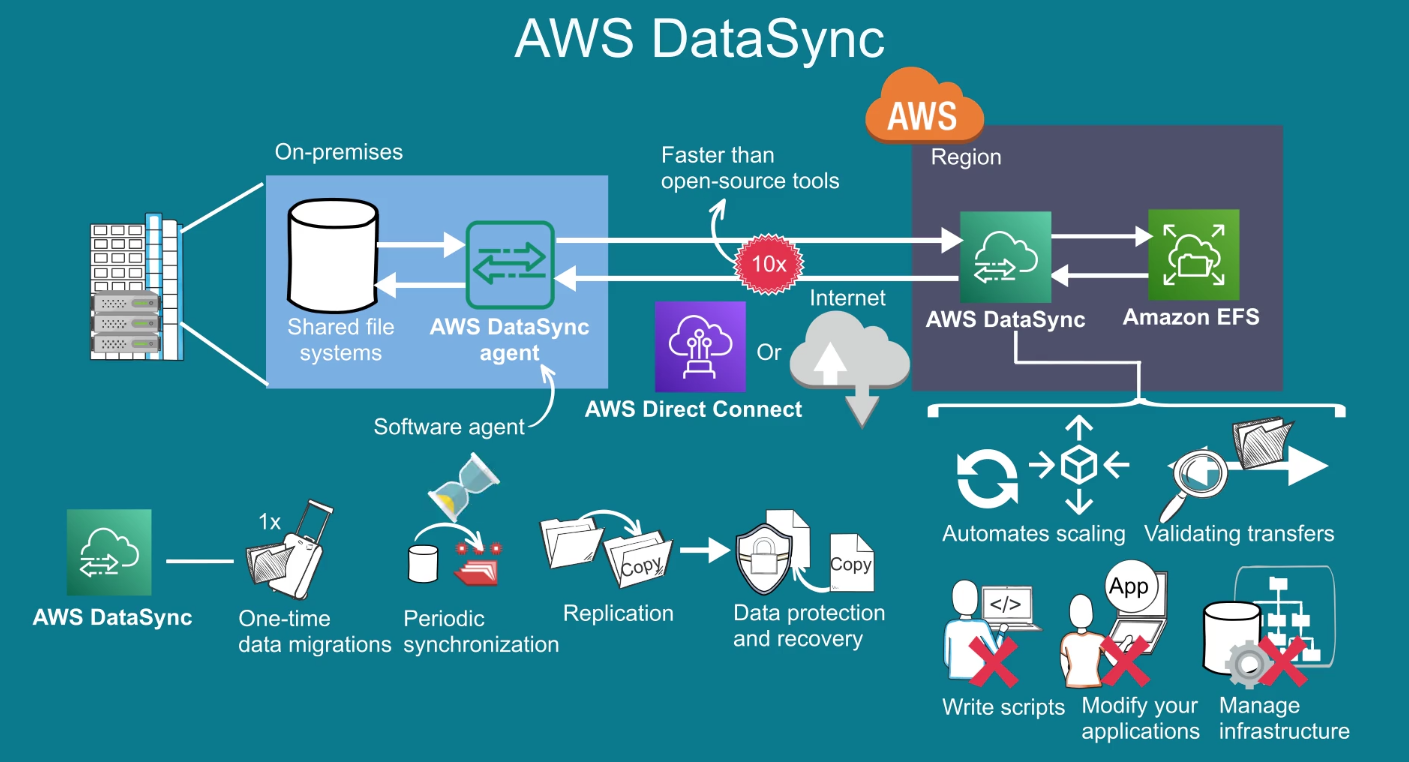 AWS DataSync
AWS
On-premises
Region
Faster than
open-source tools
10x
Internet
Shared file
systems
AWS DataSync
agent
Or
AWS Direct Connect
AWS DataSync
Amazon EFS
Software agent
Automates scaling
Validating transfers
AWS DataSync
1x
One-time
data migrations
Periodic
synchronization
Copy
Replication
Copy
Data protection
and recovery
</>
Write scripts
App
Modify your
applications
Manage
infrastructure